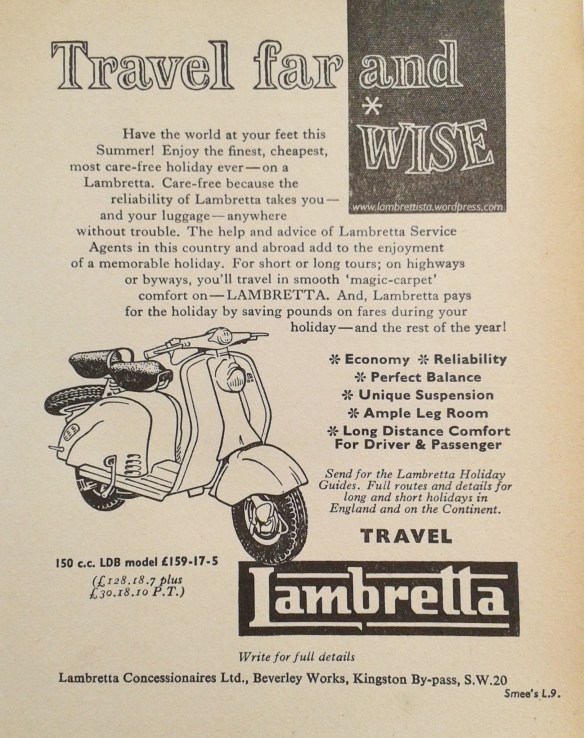 Travel far and
* WISE
www.lambrettista.wordpress.com
Have the world at your feet this
Summer! Enjoy the finest, cheapest,
most care-free holiday ever—on a
Lambretta. Care-free because the
reliability of Lambretta takes you—
and your luggage—anywhere
without trouble. The help and advice of Lambretta Service
Agents in this country and abroad add to the enjoyment
of a memorable holiday. For short or long tours; on highways
or byways, you'll travel in smooth 'magic-carpet'
comfort on—LAMBRETTA. And, Lambretta pays
for the holiday by saving pounds on fares during your
holiday—and the rest of the year!
* Economy * Reliability
* Perfect Balance
* Unique Suspension
* Ample Leg Room
* Long Distance Comfort
For Driver & Passenger
Send for the Lambretta Holiday
Guides. Full routes and details for
long and short holidays in
England and on the Continent.
TRAVEL
Lambretta
150 c.c. LDB model £159-17-5
(£128.18.7 plus
£30.18.10 P.T.)
Write for full details
Lambretta Concessionaires Ltd., Beverley Works, Kingston By-pass, S.W.20
Smee's L.9.